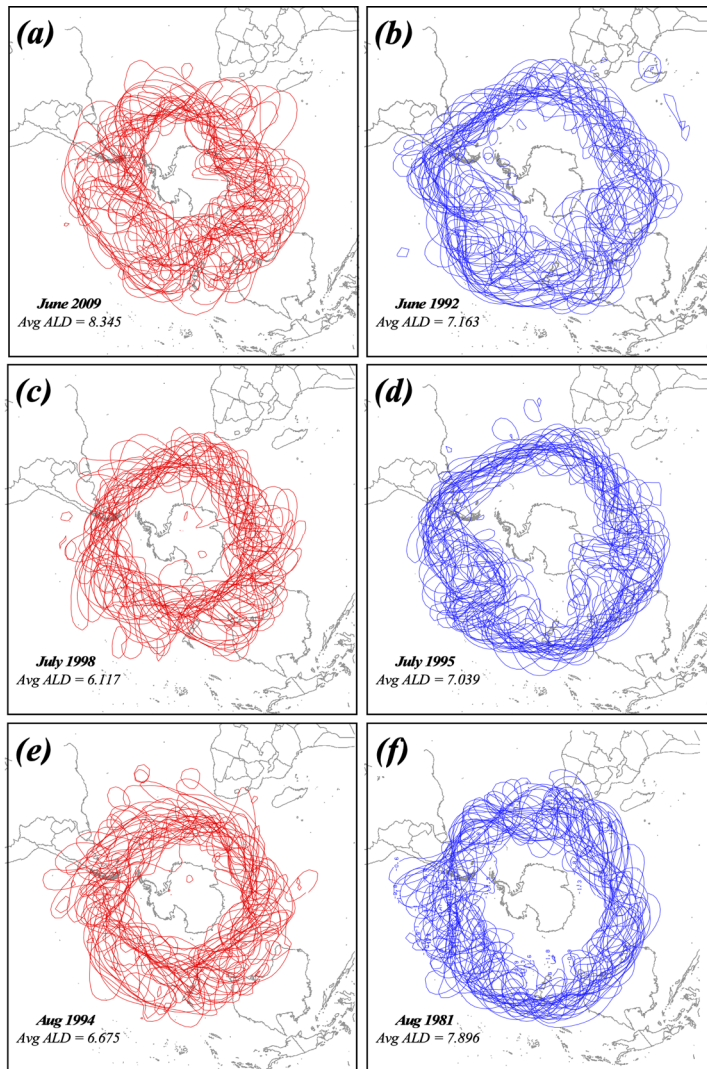 (a)
June 2009
Avg ALD = 8.345
(b)
June 1992
Avg ALD = 7.163
(c)
July 1998
Avg ALD = 6.117
(d)
July 1995
Avg ALD = 7.039
(e)
Aug 1994
Avg ALD = 6.675
(f)
Aug 1981
Avg ALD = 7.896